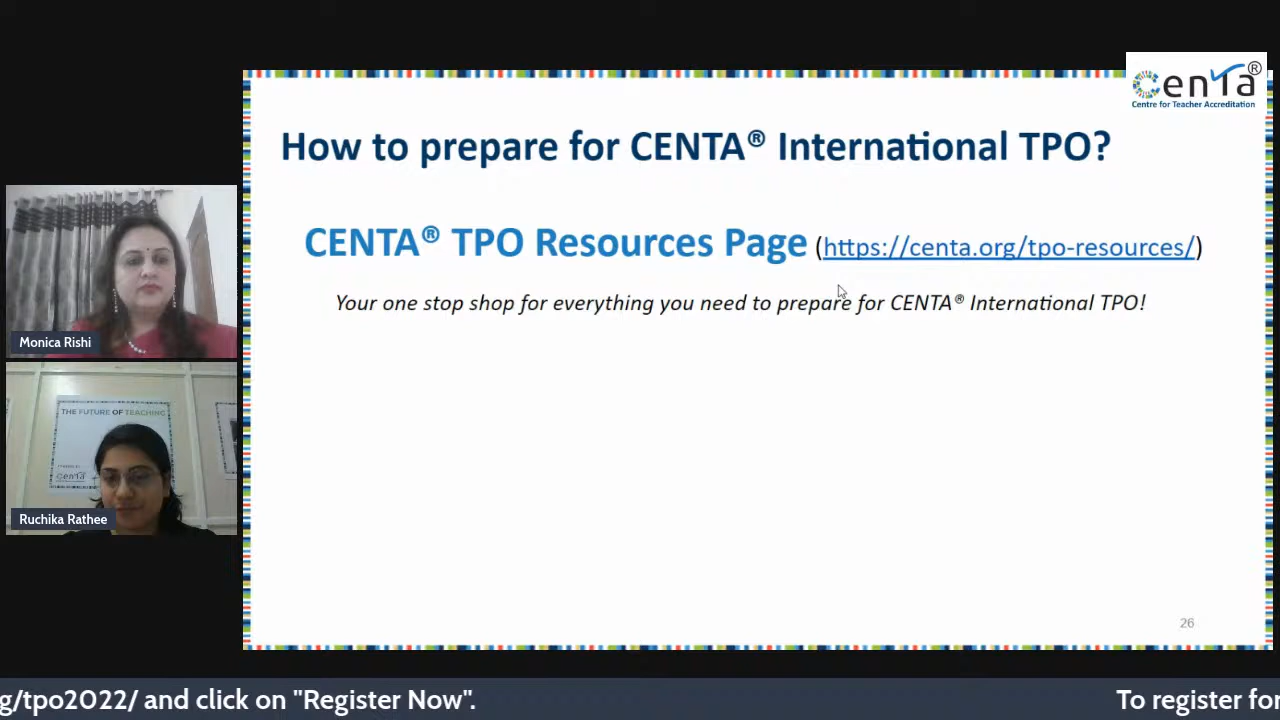 CENTA®
Centre for Teacher Accreditation
How to prepare for CENTA® International TPO?
CENTA® TPO Resources Page (https://centa.org/tpo-resources/)
Your one stop shop for everything you need to prepare for CENTA® International TPO!
Monica Rishi
THE FUTURE OF TEACHING
centa
Ruchika Rathee
26
g/tpo2022/ and click on "Register Now".
To register for